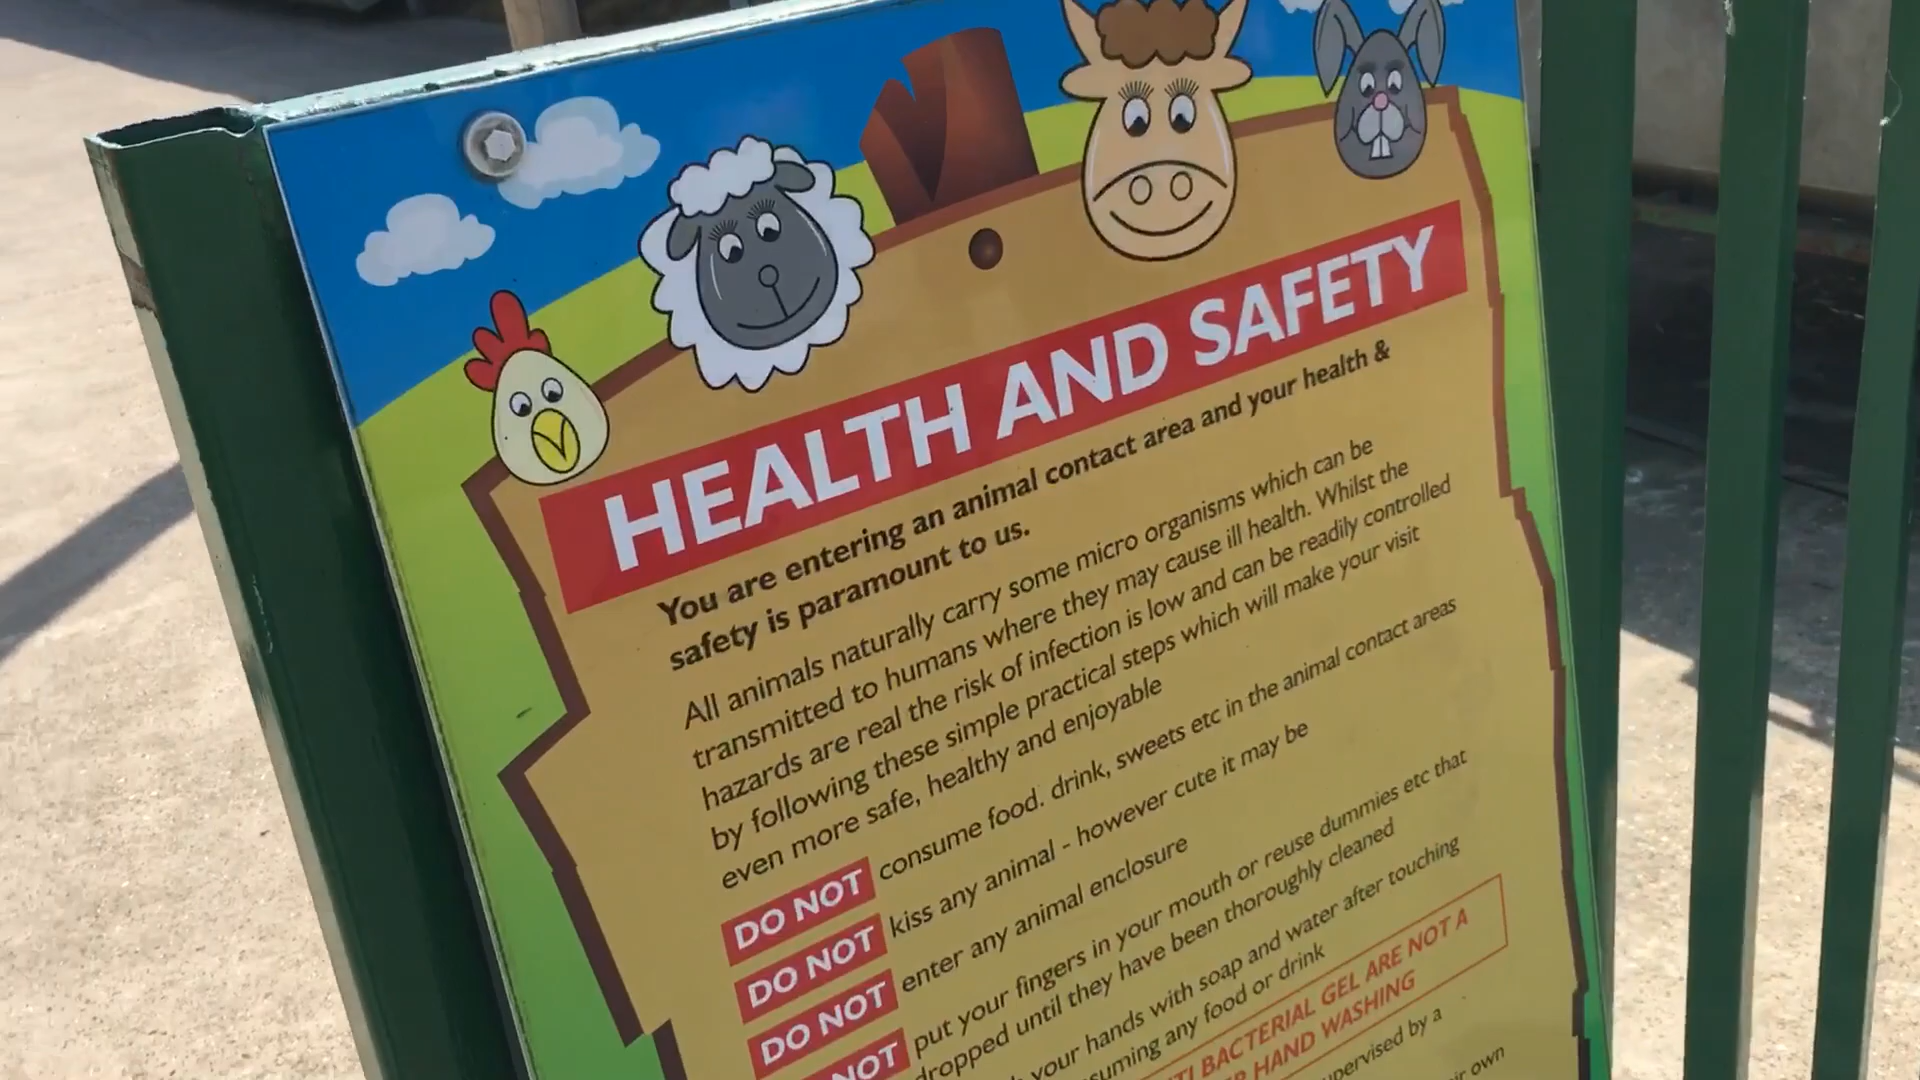 HEALTH AND SAFETY
You are entering an animal contact area and your health &
safety is paramount to us.
All animals naturally carry some micro organisms which can be
transmitted to humans where they may cause ill health. Whilst the
hazards are real the risk of infection is low and can be readily controlled
by following these simple practical steps which will make your visit
even more safe, healthy and enjoyable
DO NOT consume food. drink, sweets etc in the animal contact areas
DO NOT kiss any animal - however cute it may be
DO NOT enter any animal enclosure
NOT put your fingers in your mouth or reuse dummies etc that
dropped until they have been thoroughly cleaned
your hands with soap and water after touching
any food or drink
BACTERIAL GEL ARE NOT A
HAND WASHING
by a
own